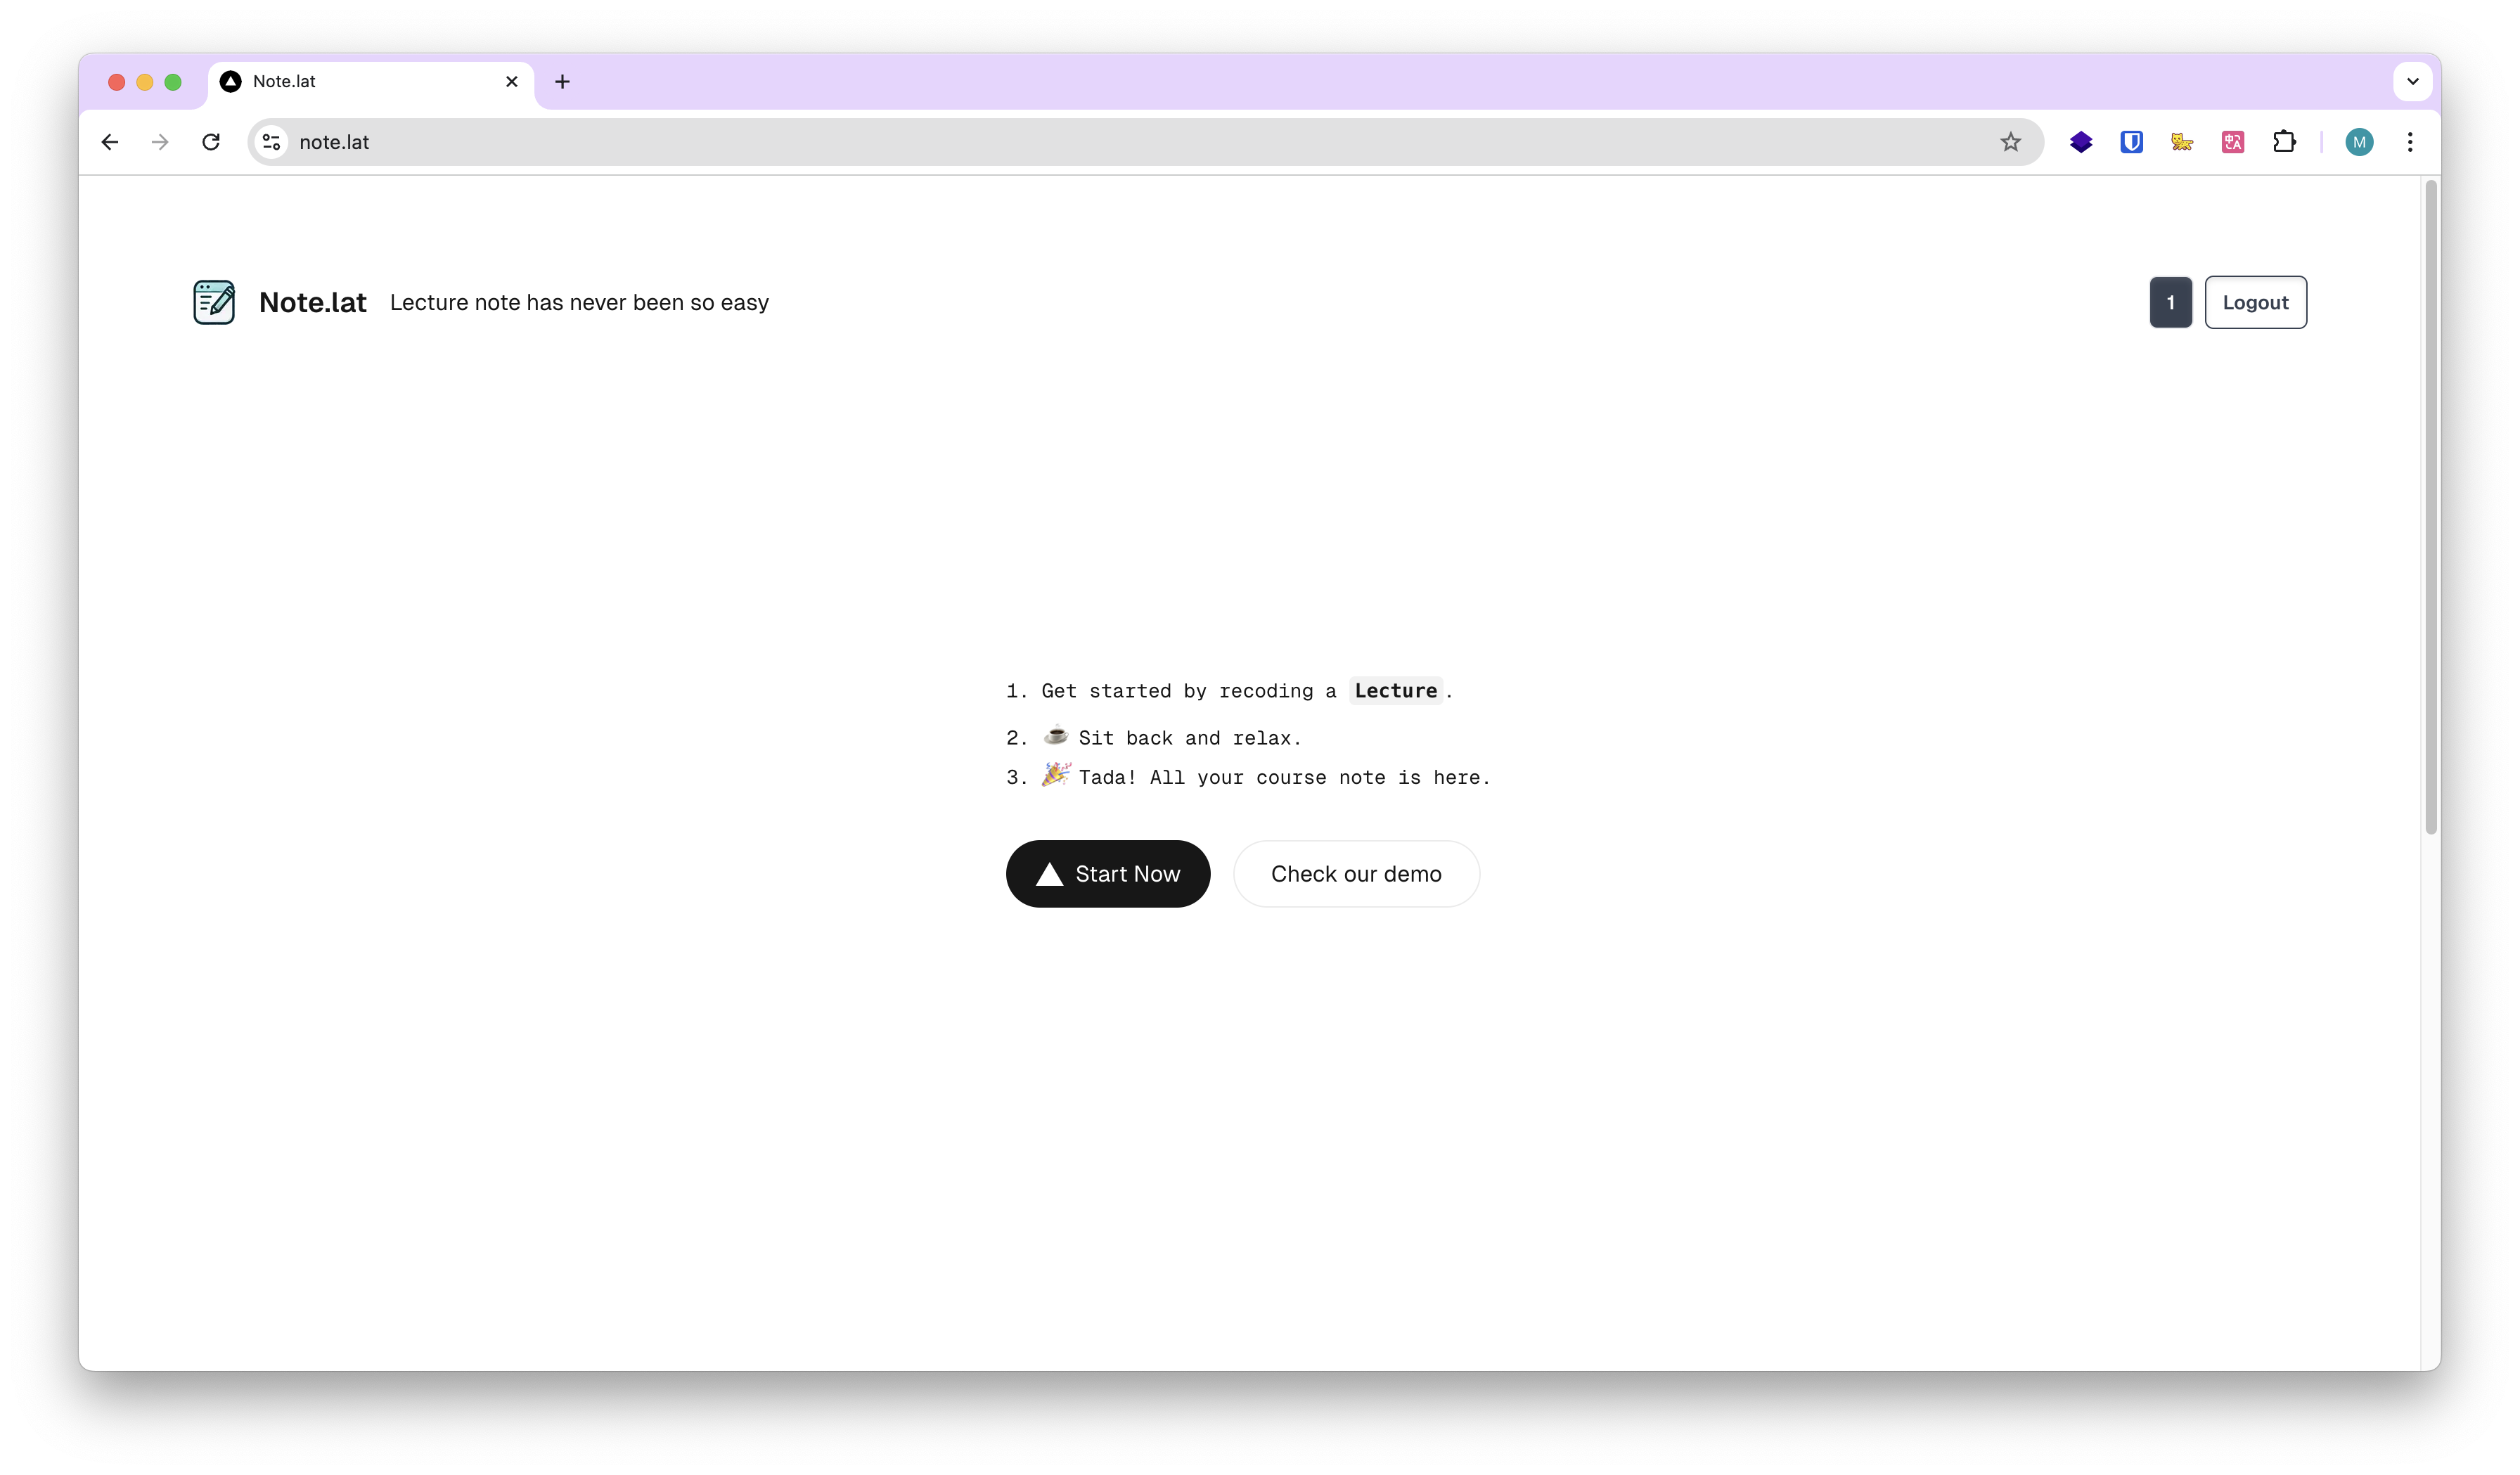 Note.lat
note.lat
M
Note.lat Lecture note has never been so easy
1 Logout
1. Get started by recoding a Lecture.
2. ☕ Sit back and relax.
3. 🎉 Tada! All your course note is here.
Start Now Check our demo